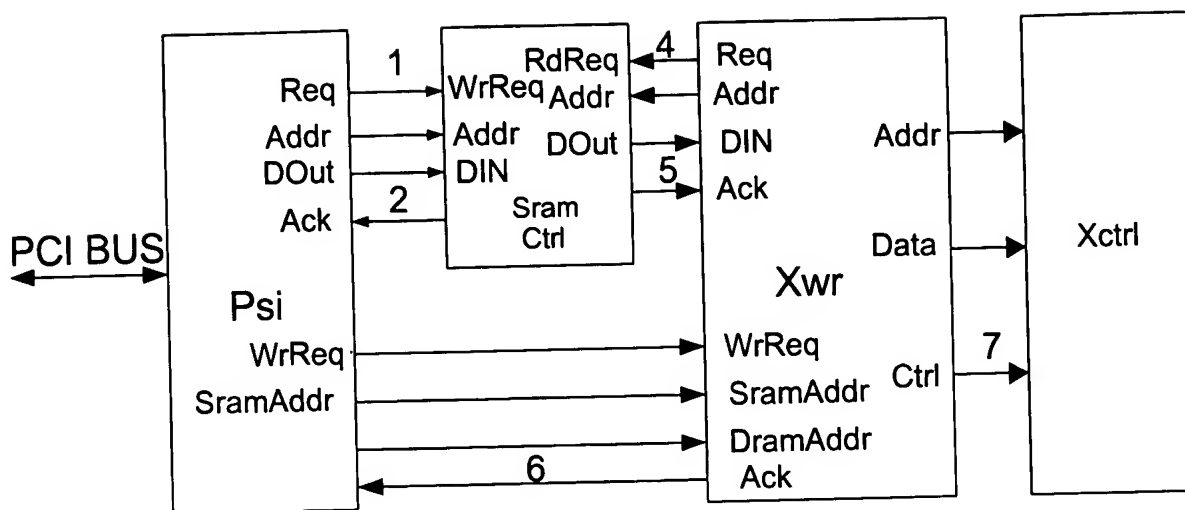 PCI BUS
Psi
Req
Addr
DOut
Ack
WrReq
SramAddr
1
2
WrReq
Addr
DIN
RdReq
Addr
DOut
Sram
Ctrl
4
5
6
Req
Addr
DIN
Ack
Xwr
WrReq
SramAddr
DramAddr
Ack
Addr
Data
Ctrl
7
Xctrl